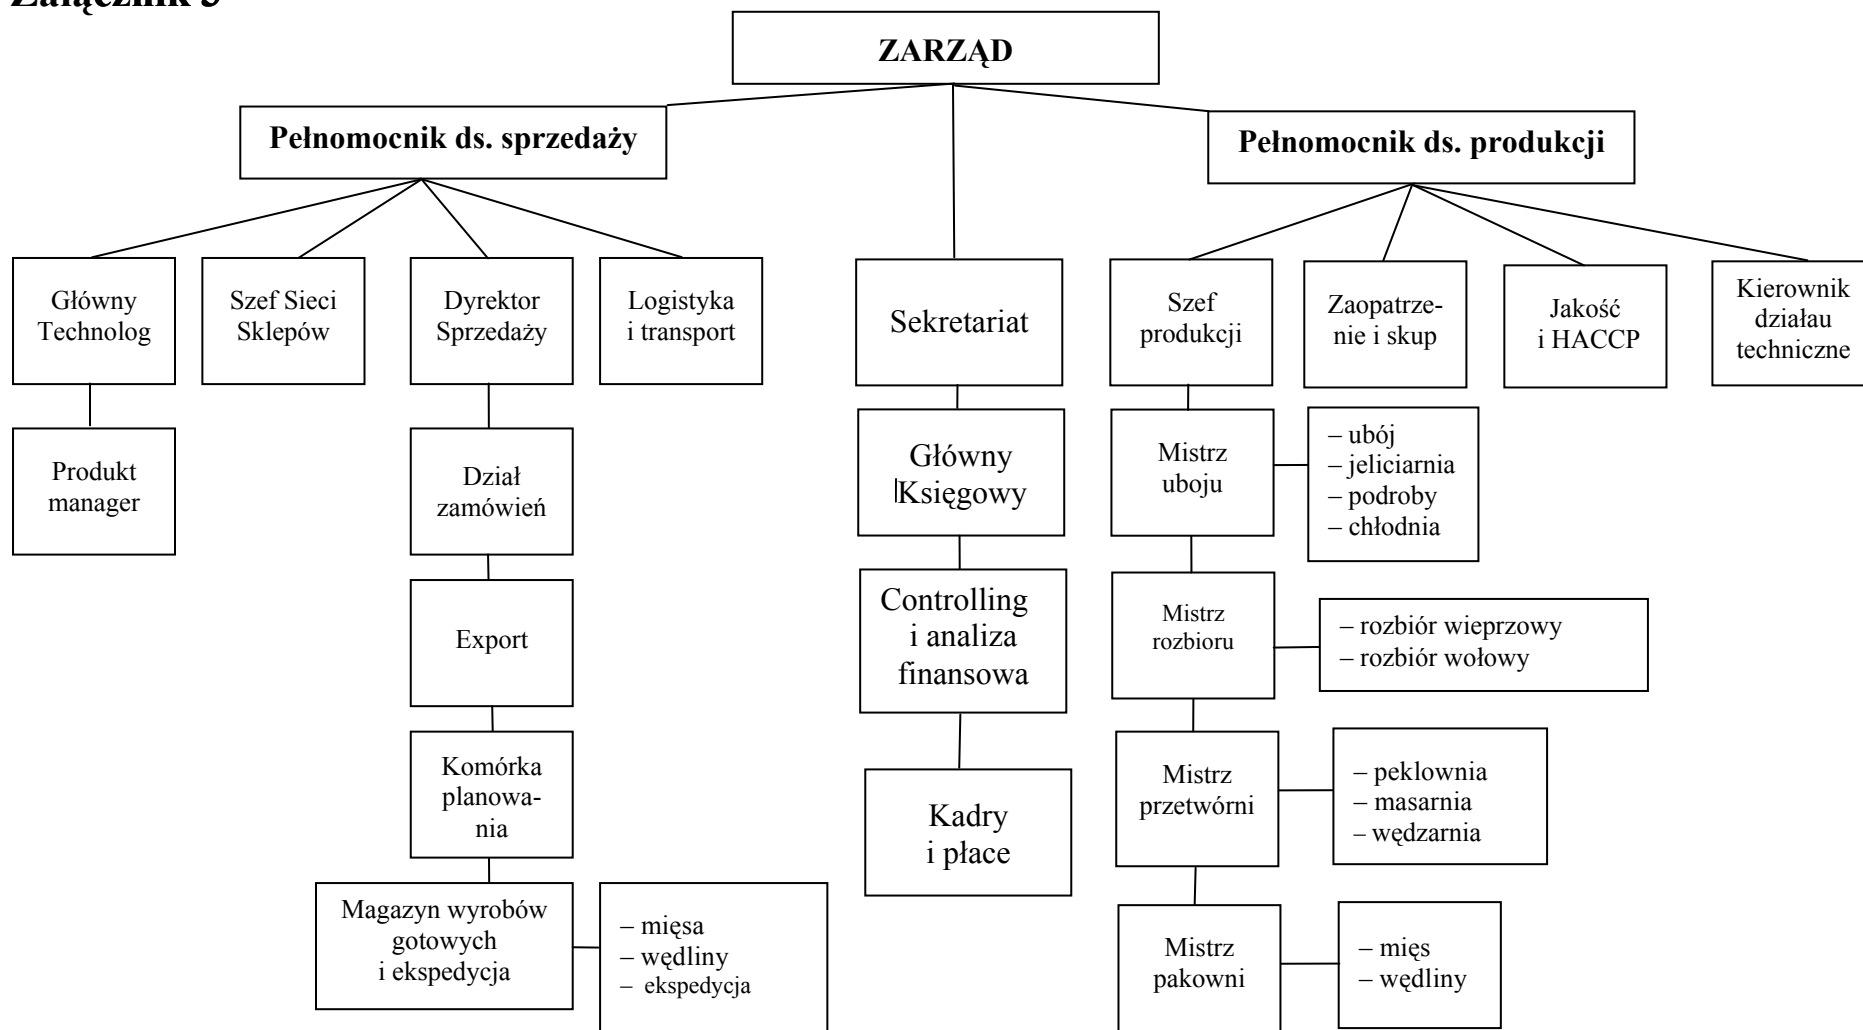 Załącznik 3
ZARZĄD
Pełnomocnik ds. sprzedaży
Pełnomocnik ds. produkcji
Główny
Technolog
Szef Sieci
Sklepów
Dyrektor
Sprzedaży
Logistyka
i transport
Sekretariat
Szef
produkcji
Zaopatrze-
nie i skup
Jakość
i HACCP
Kierownik
działau
techniczne
Produkt
manager
Dział
zamówień
Główny
Księgowy
Mistrz
uboju
– ubój
– jeliciarnia
– podroby
– chłodnia
Export
Controlling
i analiza
finansowa
Mistrz
rozbioru
– rozbiór wieprzowy
– rozbiór wołowy
Komórka
planowa-
nia
Kadry
i płace
Mistrz
przetwórni
– peklownia
– masarnia
– wędzarnia
Magazyn wyrobów
gotowych
i ekspedycja
– mięsa
– wędliny
– ekspedycja
Mistrz
pakowni
– mięs
– wędliny